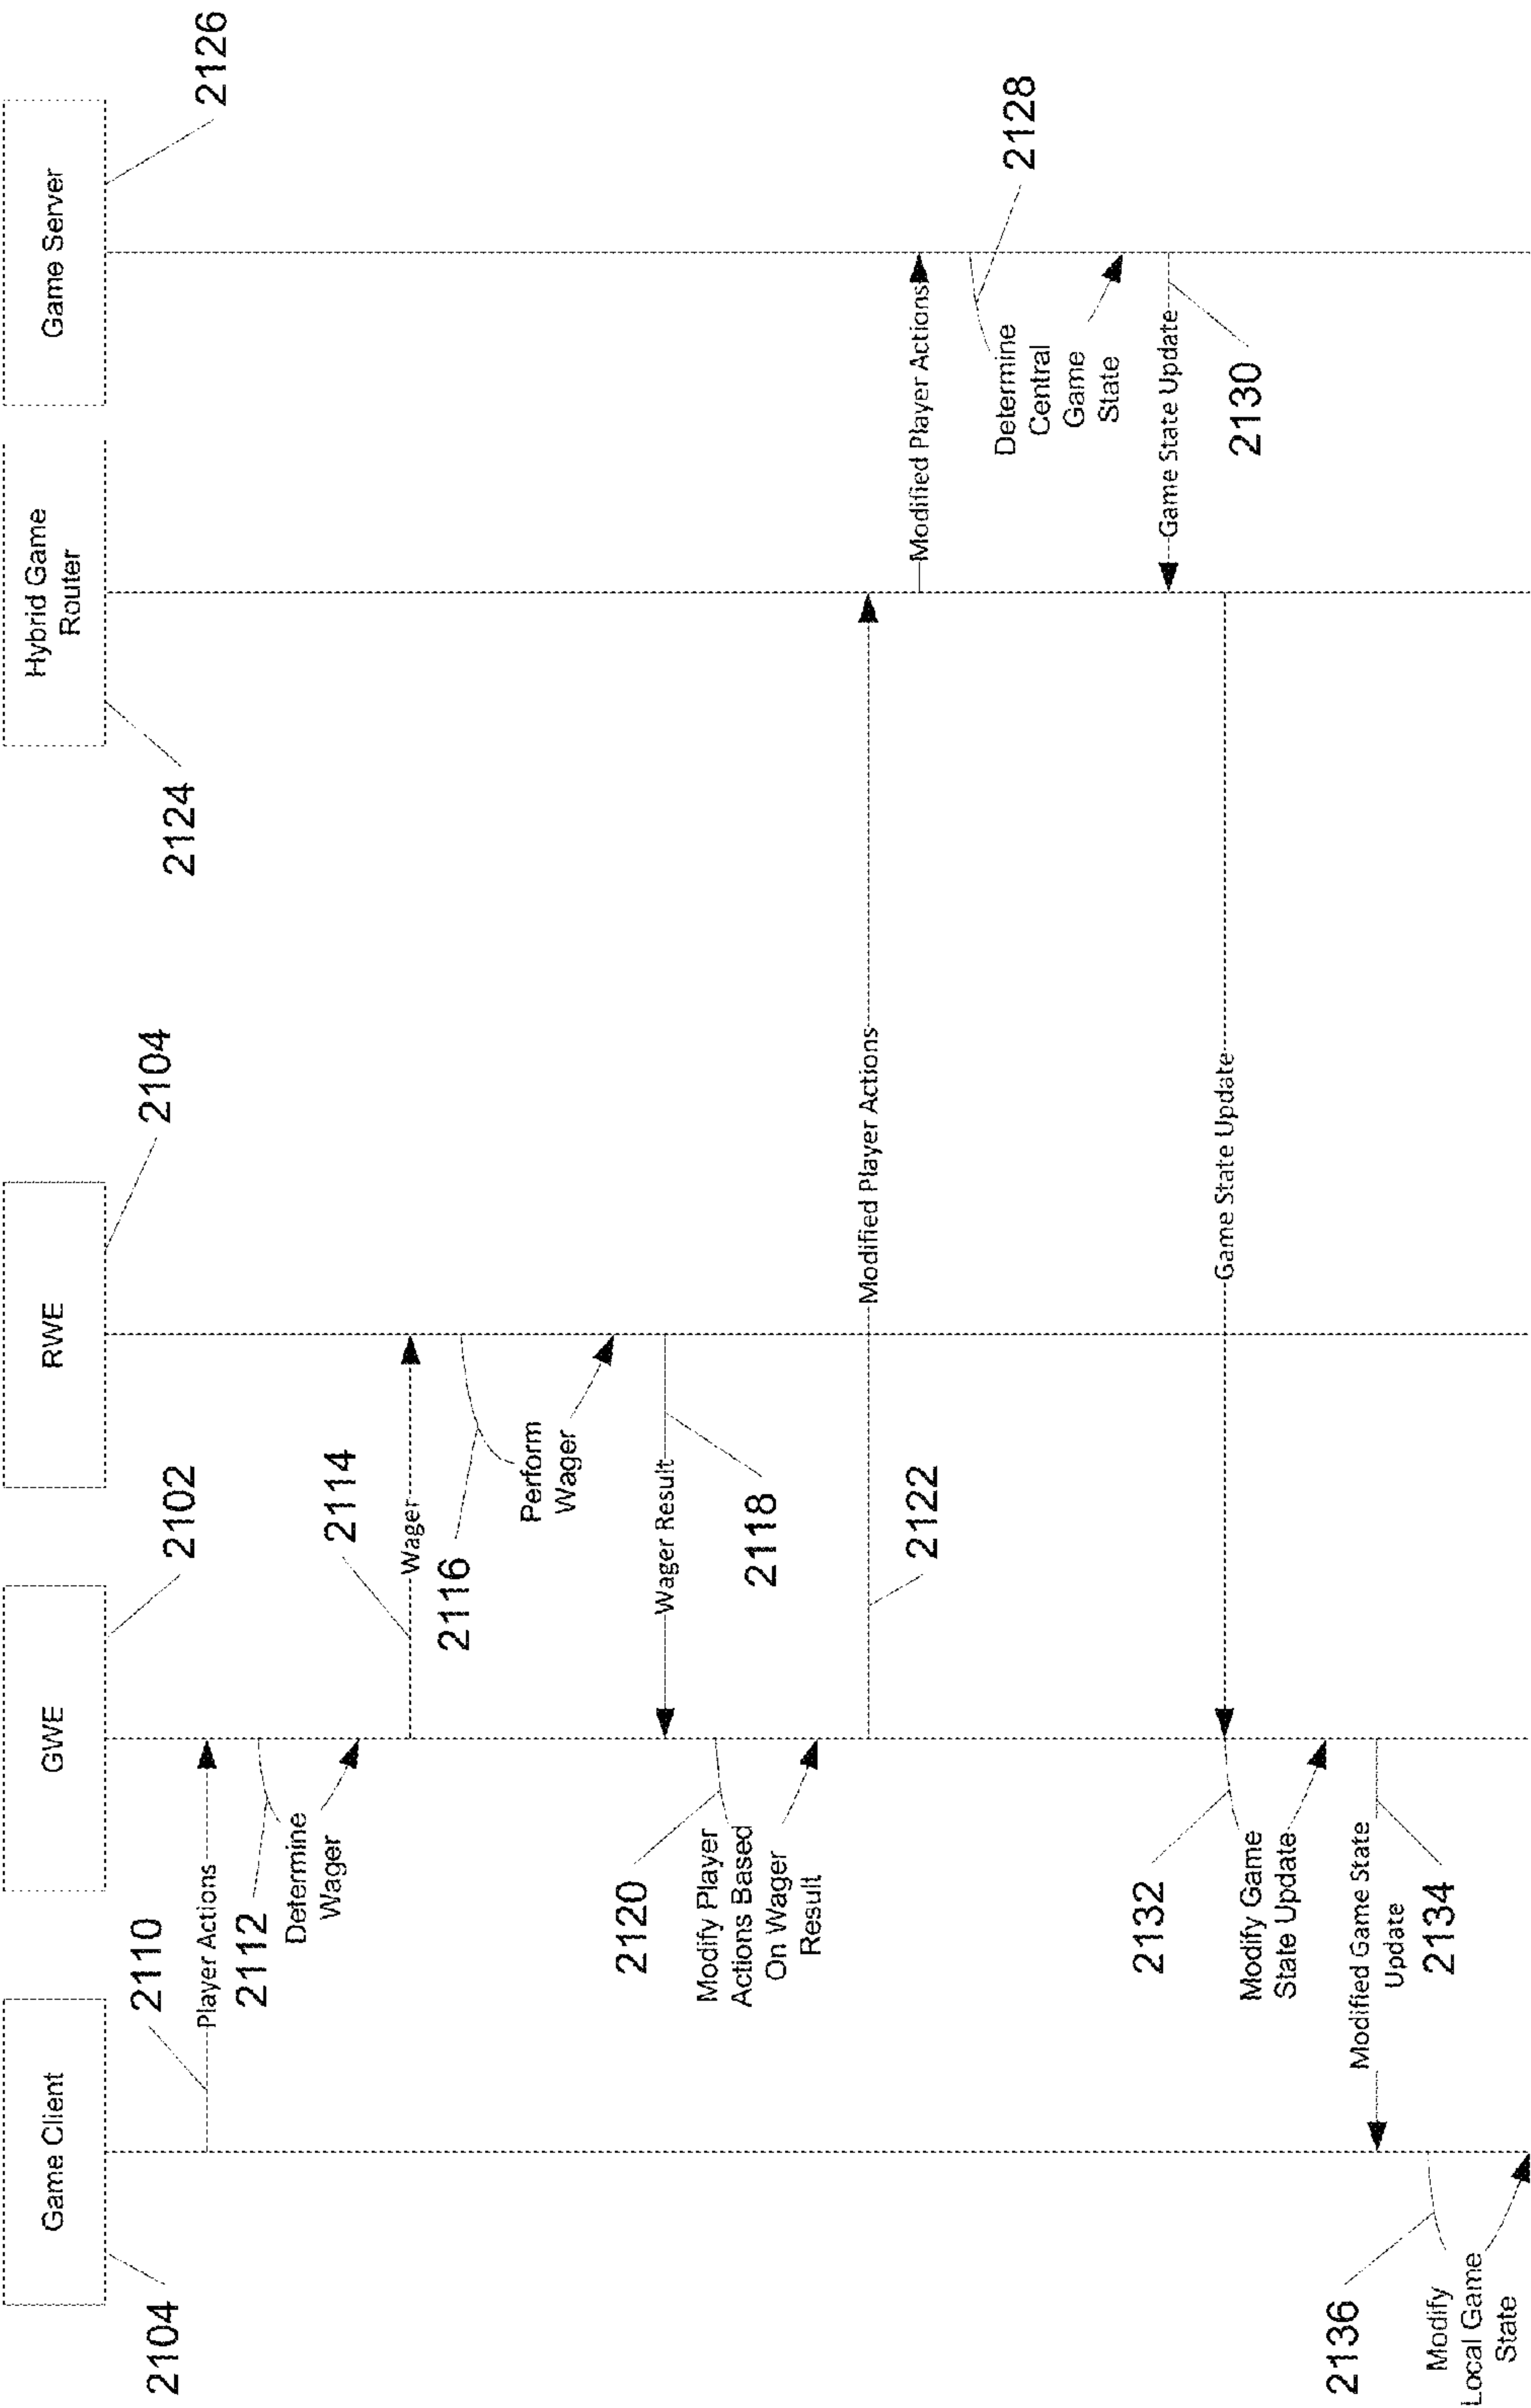 Game Client
GWE
RWE
Hybrid Game
Router
Game Server
2104
2102
2104
2124
2126
2110
Player Actions
2112
Determine
Wager
2114
Wager
2116
Perform
Wager
Wager Result
2118
2120
Modify Player
Actions Based
On Wager
Result
Modified Player Actions
2122
Modified Player Actions
2128
Determine
Central
Game
State
Game State Update
2130
Game State Update
2132
Modify Game
State Update
Modified Game State
Update
2134
2136
Modify
Local Game
State